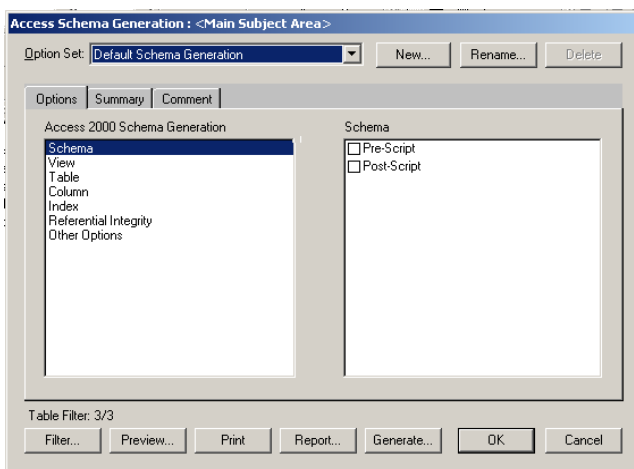 Access Schema Generation : <Main Subject Area>
Option Set: Default Schema Generation New... Rename... Delete
Options Summary Comment
Access 2000 Schema Generation Schema
Schema Pre-Script
View Post-Script
Table
Column
Index
Referential Integrity
Other Options
Table Filter: 3/3
Filter... Preview... Print Report... Generate... OK Cancel